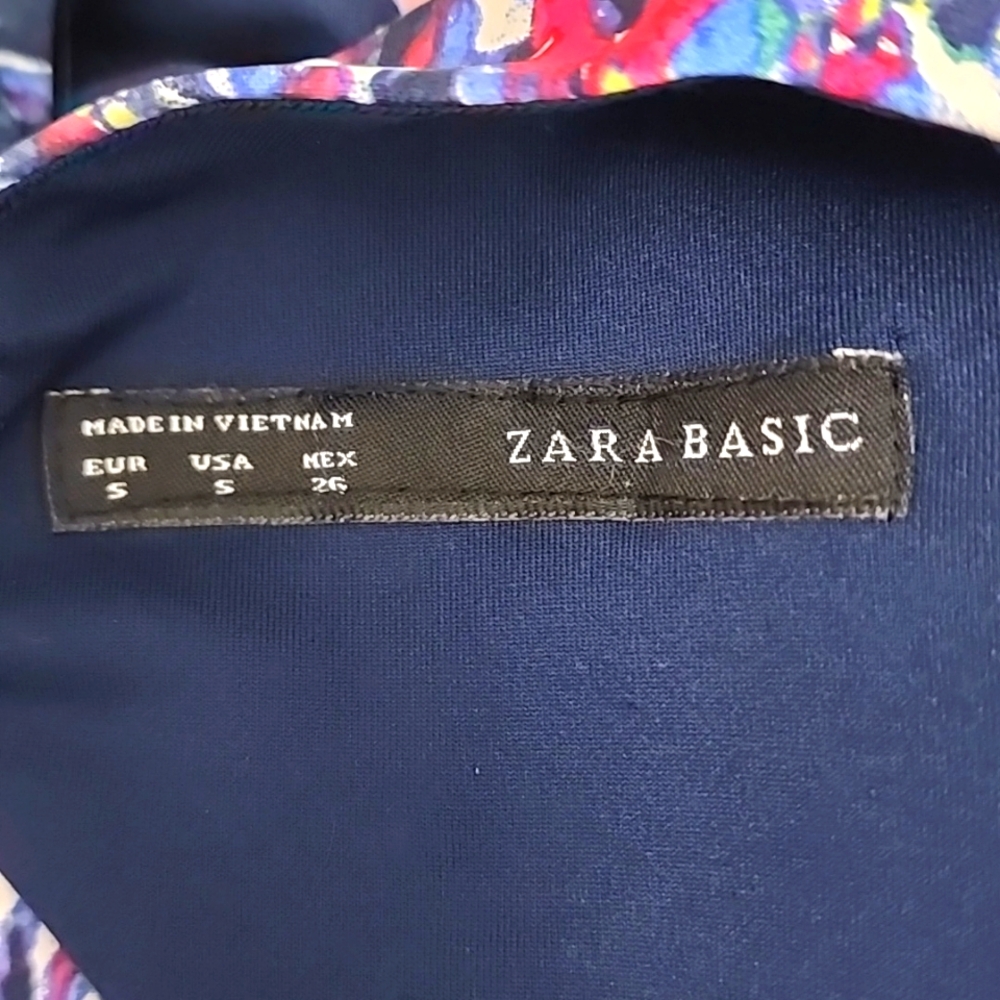 MADE IN VIETNAM
EUR USA MEX
S S 26
ZARA BASIC